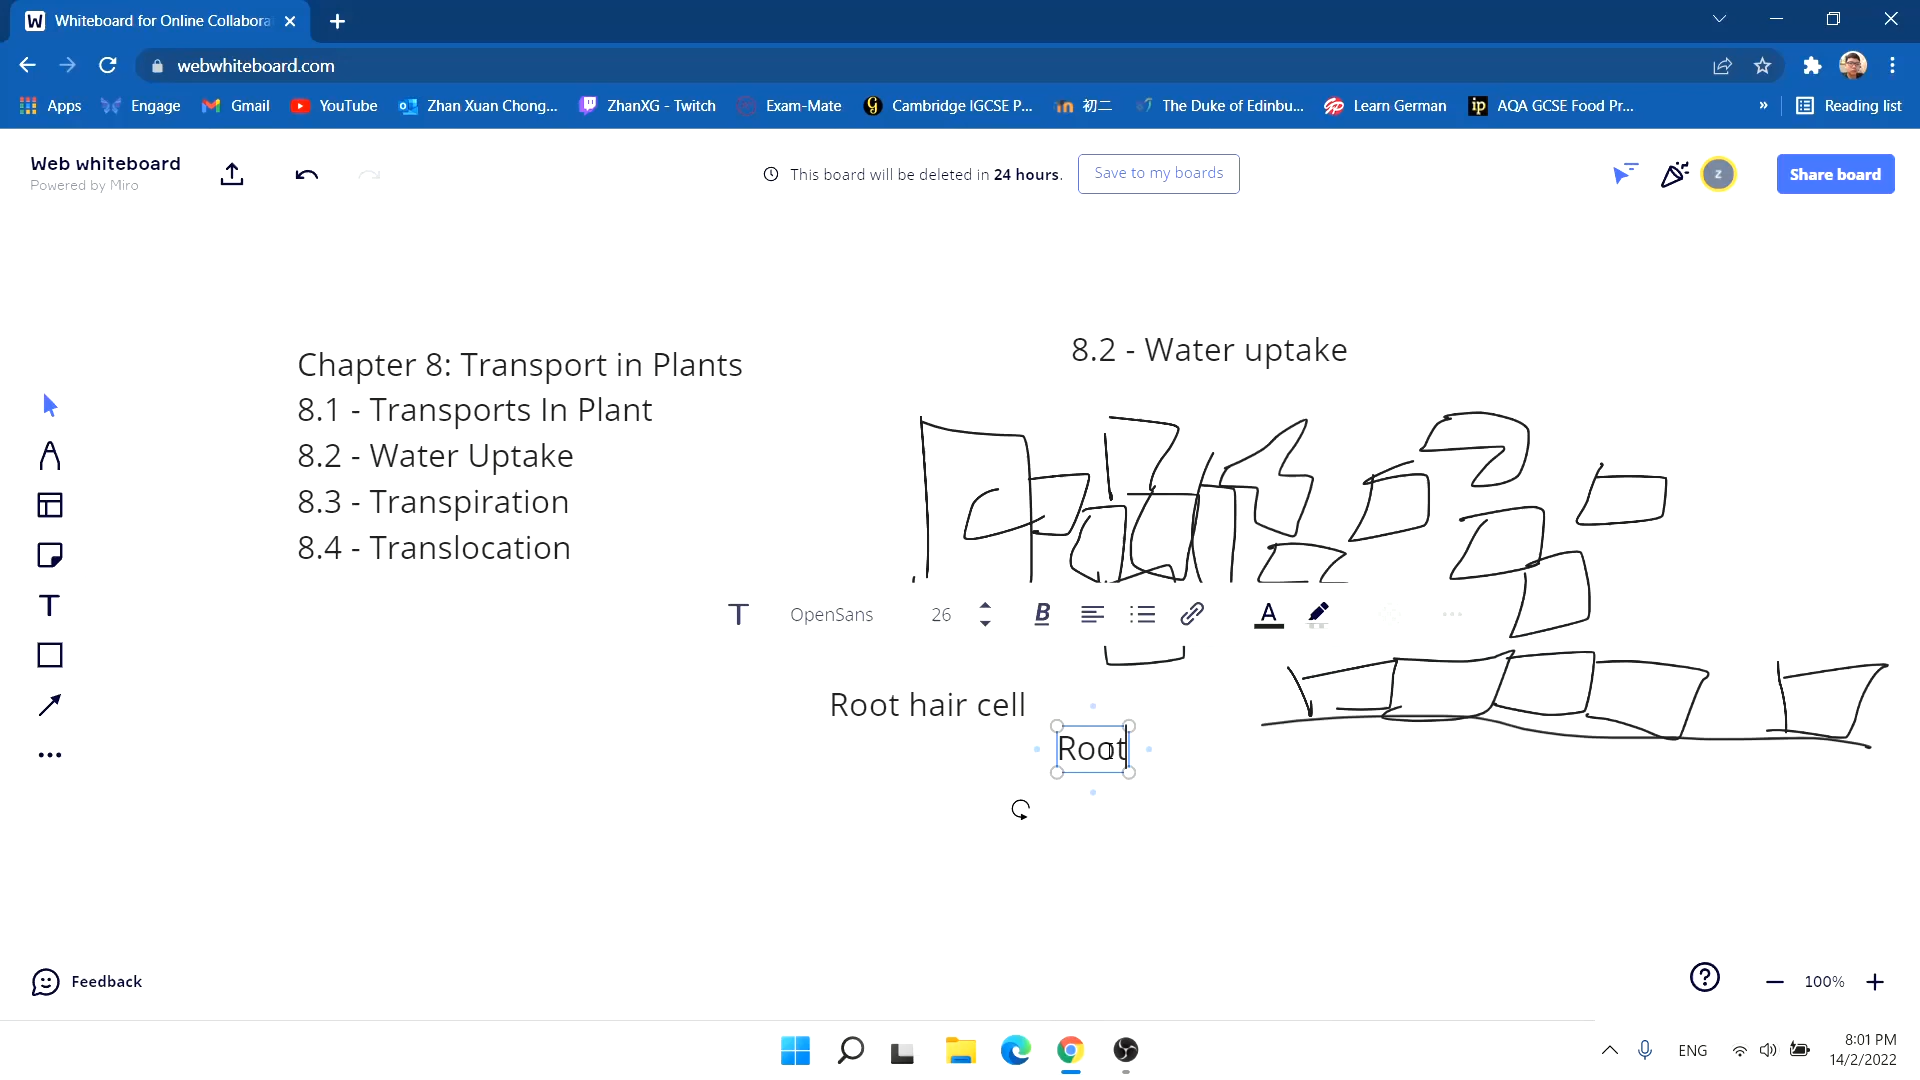 Whiteboard for Online Collabora
webwhiteboard.com
Apps
Engage
Gmail
YouTube
Zhan Xuan Chong...
ZhanXG - Twitch
Exam-Mate
Cambridge IGCSE P...
初二
The Duke of Edinbu...
Learn German
AQA GCSE Food Pr...
»
Reading list
Web whiteboard
Powered by Miro
This board will be deleted in 24 hours.
Save to my boards
z
Share board
Chapter 8: Transport in Plants
8.1 - Transports In Plant
8.2 - Water Uptake
8.3 - Transpiration
8.4 - Translocation
8.2 - Water uptake
T
OpenSans
26
B
A
Root hair cell
Root
Feedback
100%
ENG
8:01 PM
14/2/2022